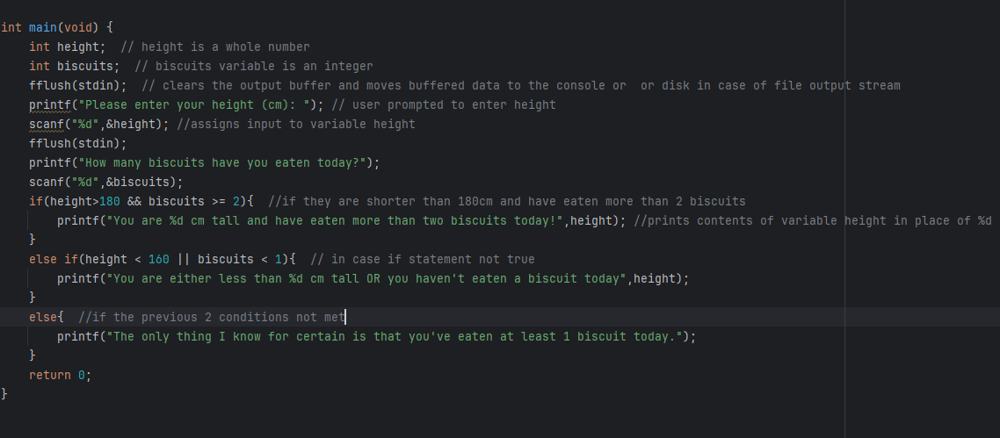 int main(void) {
    int height;  // height is a whole number
    int biscuits;  // biscuits variable is an integer
    fflush(stdin);  // clears the output buffer and moves buffered data to the console or  or disk in case of file output stream
    printf("Please enter your height (cm): "); // user prompted to enter height
    scanf("%d",&height); //assigns input to variable height
    fflush(stdin);
    printf("How many biscuits have you eaten today?");
    scanf("%d",&biscuits);
    if(height>180 && biscuits >= 2){  //if they are shorter than 180cm and have eaten more than 2 biscuits
        printf("You are %d cm tall and have eaten more than two biscuits today!",height); //prints contents of variable height in place of %d
    }
    else if(height < 160 || biscuits < 1){  // in case if statement not true
        printf("You are either less than %d cm tall OR you haven't eaten a biscuit today",height);
    }
    else{  //if the previous 2 conditions not met
        printf("The only thing I know for certain is that you've eaten at least 1 biscuit today.");
    }
    return 0;
}